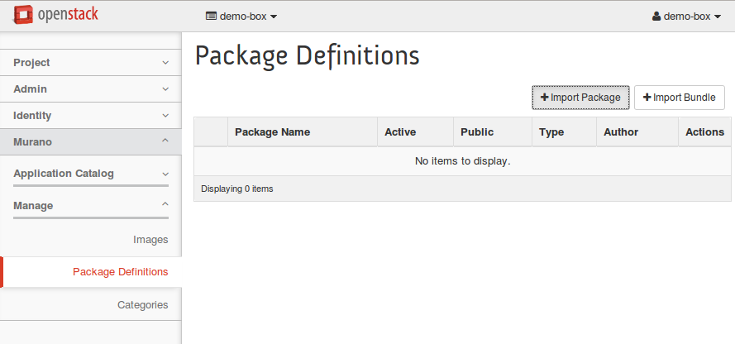 openstack
demo-box
demo-box
Project
Admin
Identity
Murano
Application Catalog
Manage
Images
Package Definitions
Categories
Package Definitions
+ Import Package
+ Import Bundle
Package Name Active Public Type Author Actions
No items to display.
Displaying 0 items